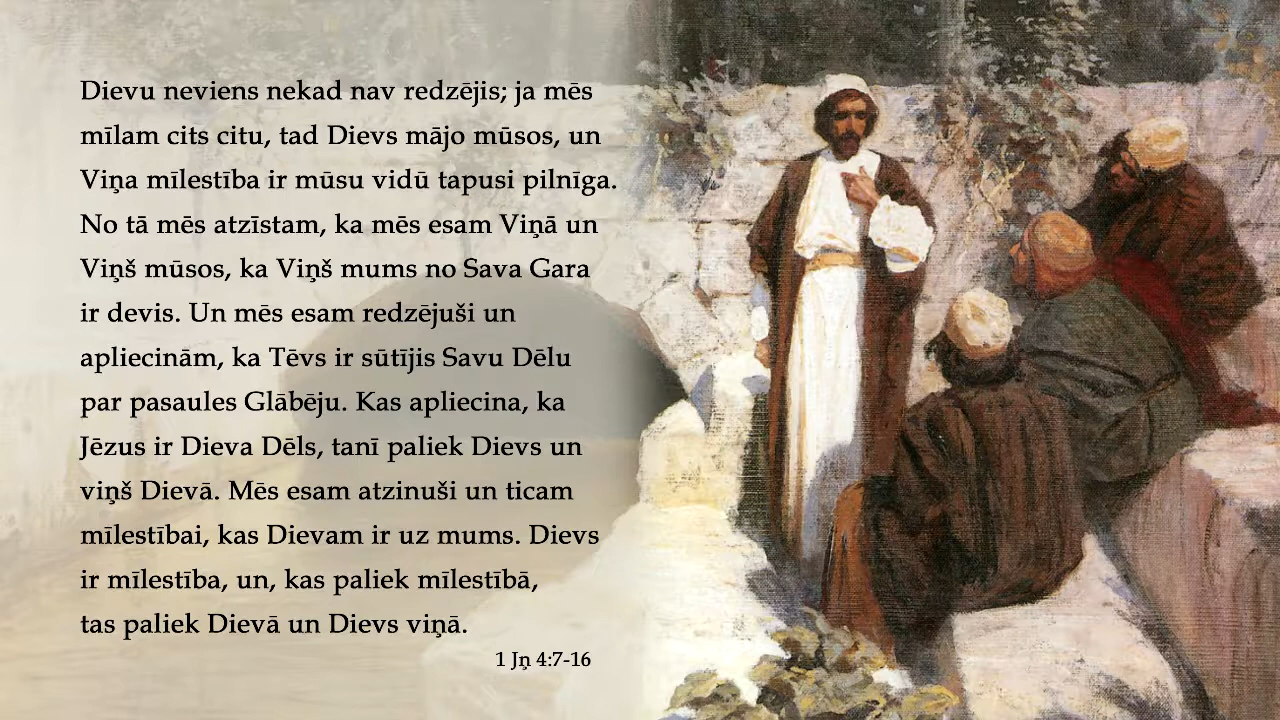 Dievu neviens nekad nav redzējis; ja mēs
mīlam cits citu, tad Dievs mājo mūsos, un
Viņa mīlestība ir mūsu vidū tapusi pilnīga.
No tā mēs atzīstam, ka mēs esam Viņā un
Viņš mūsos, ka Viņš mums no Sava Gara
ir devis. Un mēs esam redzējuši un
apliecinām, ka Tēvs ir sūtījis Savu Dēlu
par pasaules Glābēju. Kas apliecina, ka
Jēzus ir Dieva Dēls, tanī paliek Dievs un
viņš Dievā. Mēs esam atzinuši un ticam
mīlestībai, kas Dievam ir uz mums. Dievs
ir mīlestība, un, kas paliek mīlestībā,
tas paliek Dievā un Dievs viņā.
1 Jņ 4:7-16